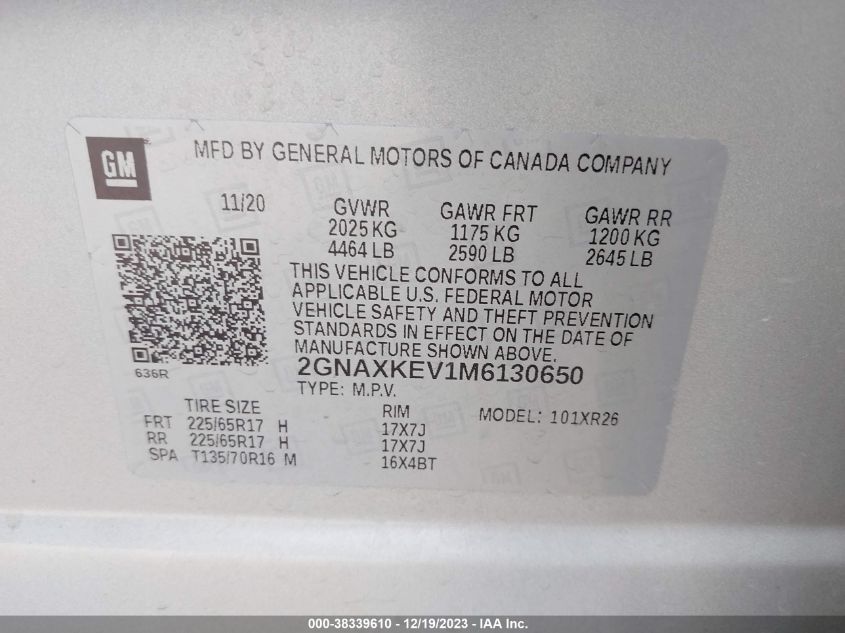 GM
MFD BY GENERAL MOTORS OF CANADA COMPANY
11/20 GVWR GAWR FRT GAWR RR
2025 KG 1175 KG 1200 KG
4464 LB 2590 LB 2645 LB
THIS VEHICLE CONFORMS TO ALL
APPLICABLE U.S. FEDERAL MOTOR
VEHICLE SAFETY AND THEFT PREVENTION
STANDARDS IN EFFECT ON THE DATE OF
MANUFACTURE SHOWN ABOVE.
636R
2GNAXKEV1M6130650
TYPE: M.P.V.
TIRE SIZE RIM MODEL: 101XR26
FRT 225/65R17 H 17X7J
RR 225/65R17 H 17X7J
SPA T135/70R16 M 16X4BT
000-38339610 - 12/19/2023 - IAA Inc.